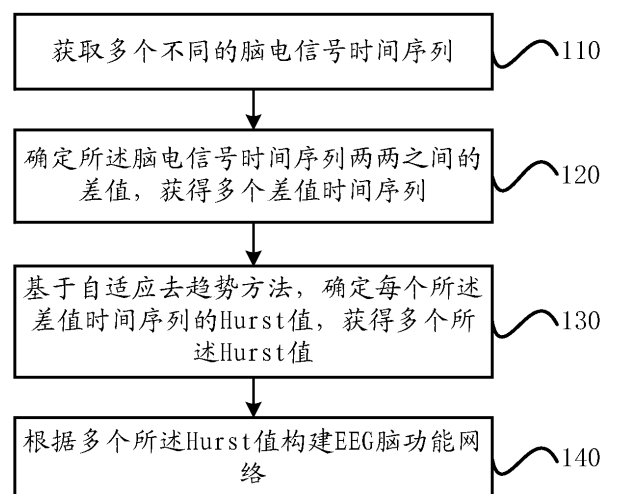 获取多个不同的脑电信号时间序列
110
确定所述脑电信号时间序列两两之间的
差值，获得多个差值时间序列
120
基于自适应去趋势方法，确定每个所述
差值时间序列的Hurst值，获得多个所
述Hurst值
130
根据多个所述Hurst值构建EEG脑功能网
络
140